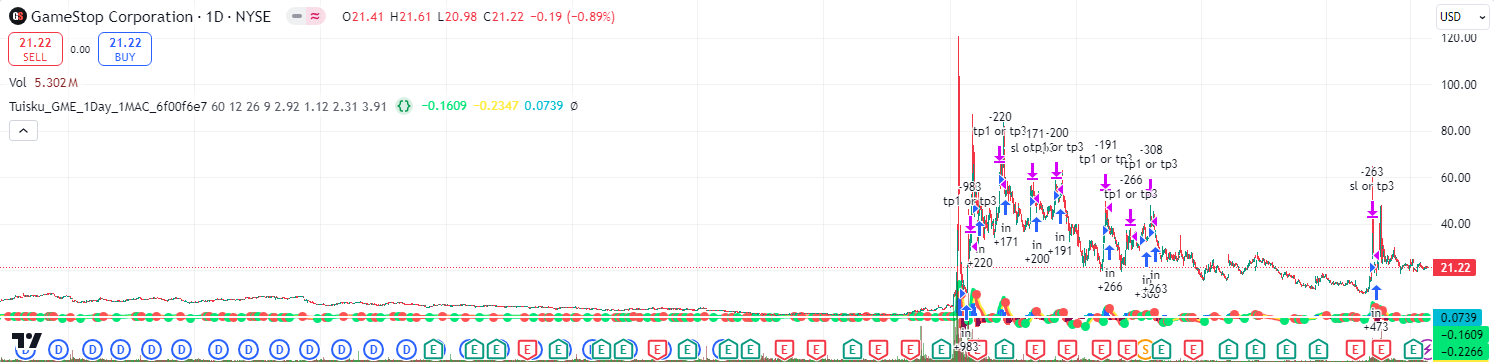 GameStop Corporation · 1D · NYSE O21.41 H21.61 L20.98 C21.22 −0.19 (−0.89%)
USD
21.22 SELL 0.00 21.22 BUY
Vol 5.302M
Tuisku_GME_1Day_1MAC_6f00f6e7 60 12 26 9 2.92 1.12 2.31 3.91 {} −0.1609 −0.2347 0.0739 ∅
120.00
100.00
80.00
60.00
40.00
21.22
0.0739
−0.1609
−0.2266
-983
tp1 or tp3
-220
tp1 or tp3
-171
sl or tp3
-200
tp1 or tp3
-191
tp1 or tp3
-266
tp1 or tp3
-308
tp1 or tp3
-263
sl or tp3
in
+983
in
+220
in
+171
in
+200
in
+191
in
+266
in
+308
in
+263
in
+473
D D D D D D D D D D D D E E E D E D E E E E D E E E E E E E E E E E E E E S E E E E E E E E